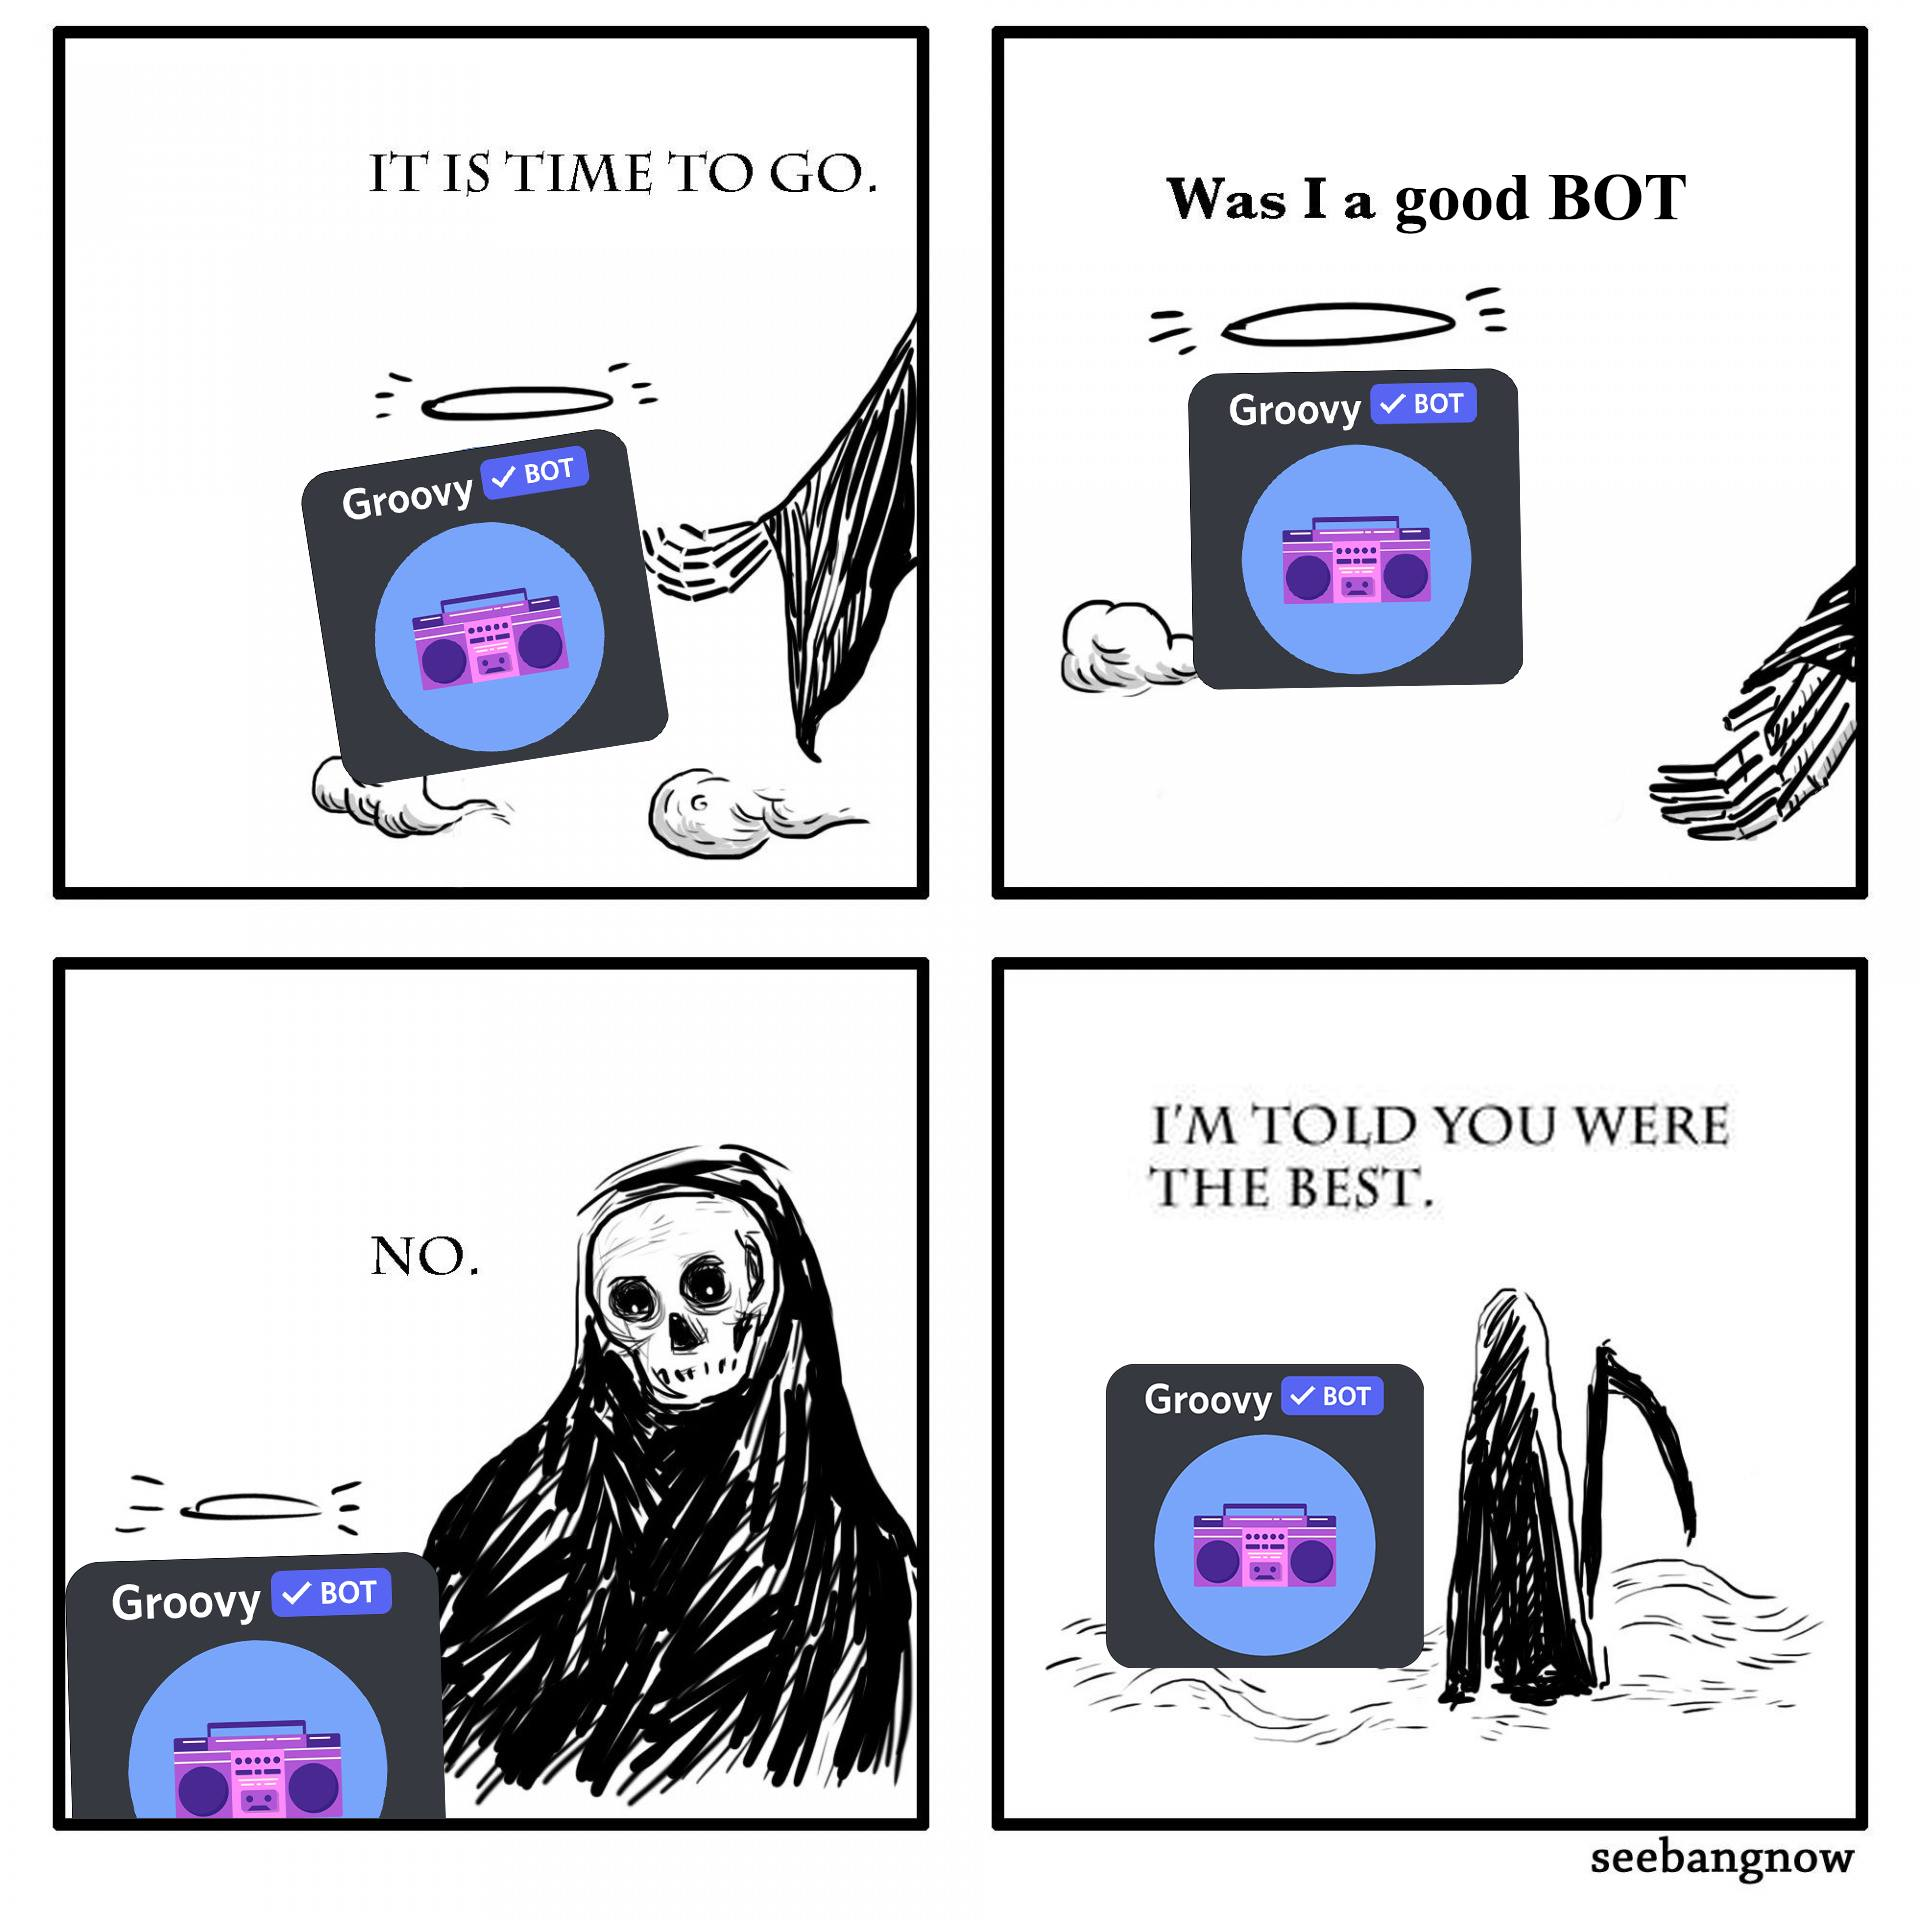 IT IS TIME TO GO.
Groovy ✓ BOT
Was I a good BOT
Groovy ✓ BOT
NO.
Groovy ✓ BOT
I'M TOLD YOU WERE
THE BEST.
Groovy ✓ BOT
seebangnow